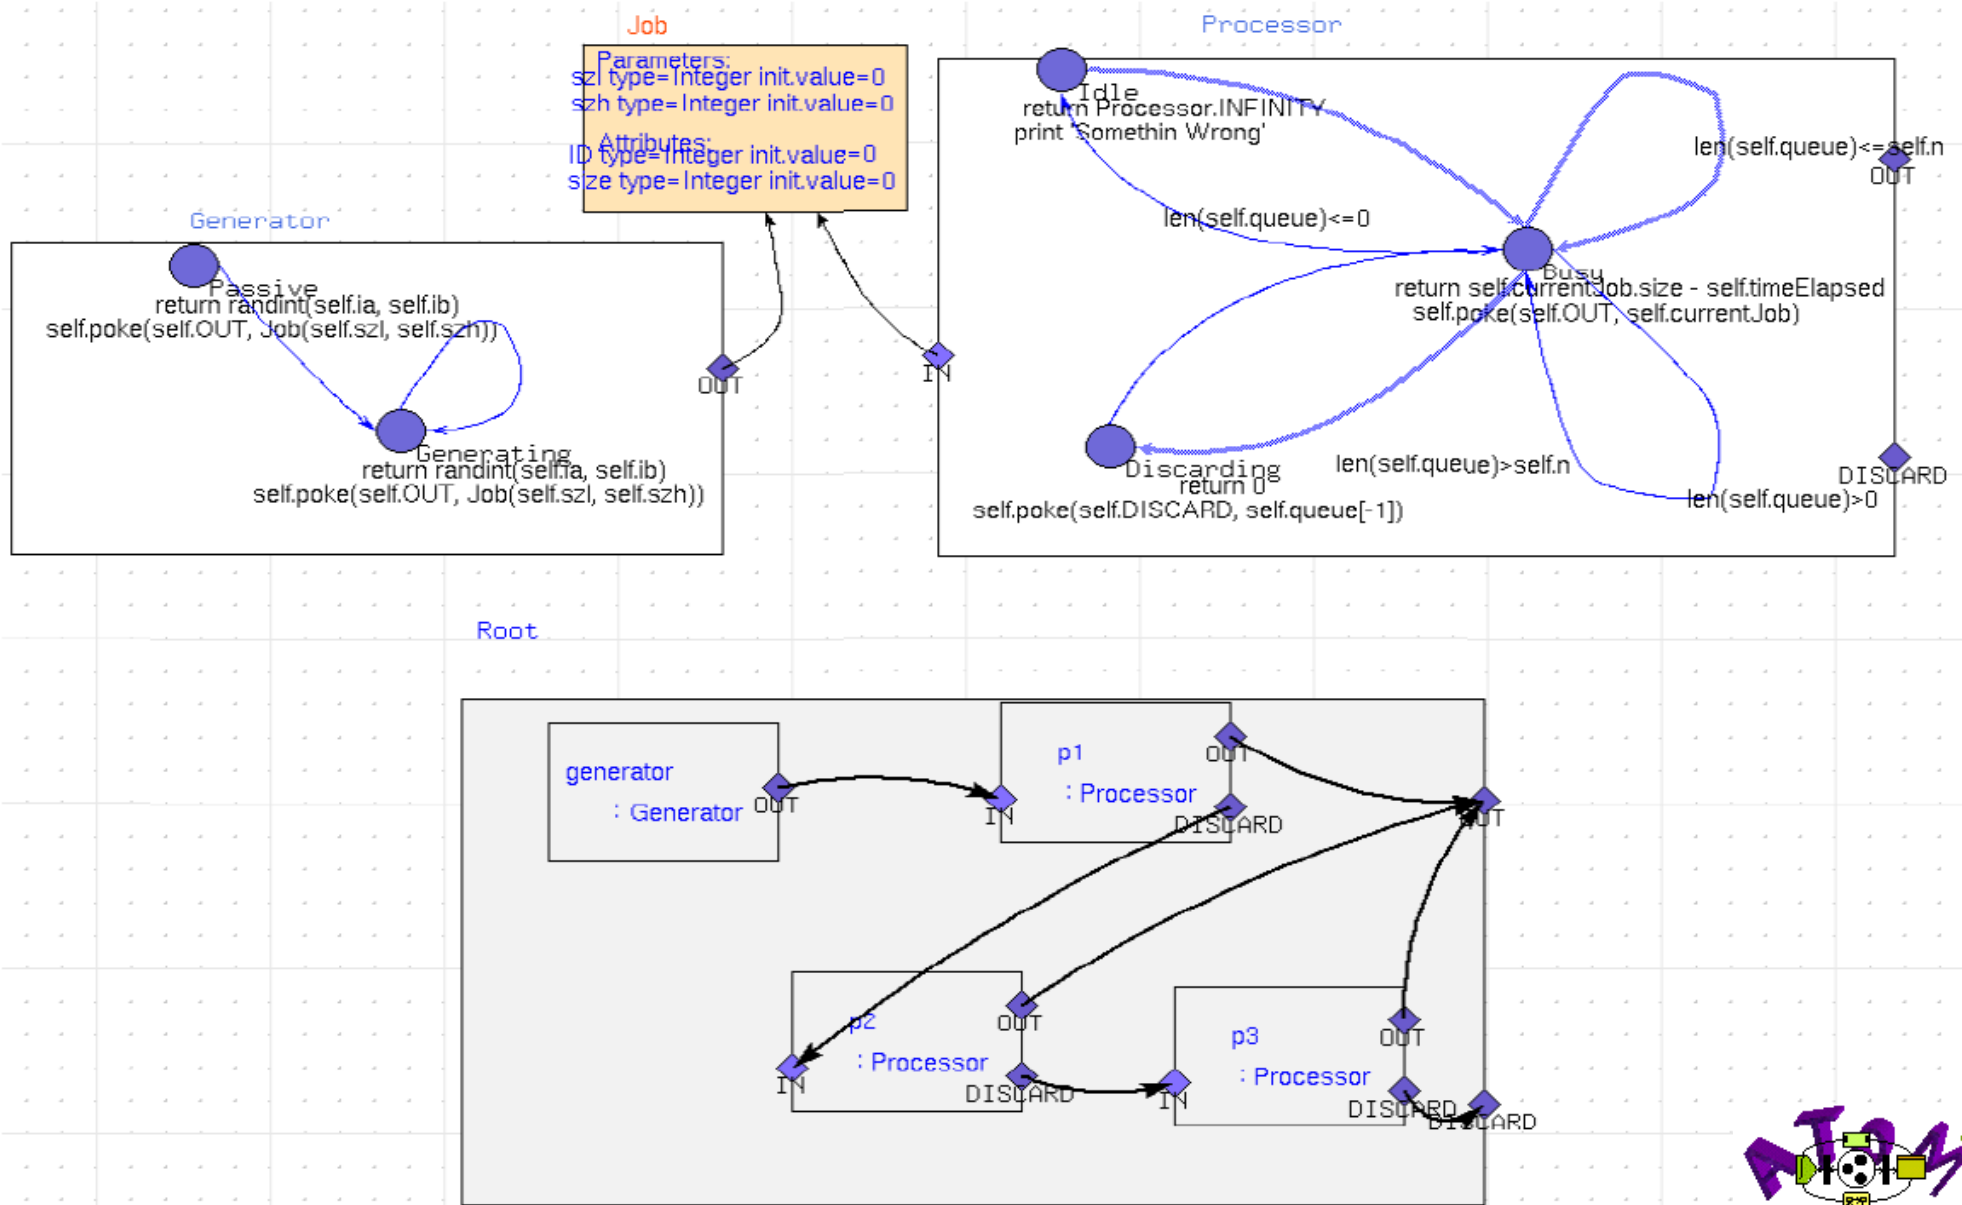 Job
Parameters:
szl type=Integer init.value=0
szh type=Integer init.value=0
Attributes:
ID type=Integer init.value=0
size type=Integer init.value=0
Generator
Passive
return randint(self.ia, self.ib)
self.poke(self.OUT, Job(self.szl, self.szh))
Generating
return randint(self.ia, self.ib)
self.poke(self.OUT, Job(self.szl, self.szh))
OUT
Processor
Idle
return Processor.INFINITY
print 'Somethin Wrong'
len(self.queue)<=self.n
OUT
len(self.queue)<=0
Busy
return self.currentJob.size - self.timeElapsed
self.poke(self.OUT, self.currentJob)
IN
Discarding
return 0
self.poke(self.DISCARD, self.queue[-1])
len(self.queue)>self.n
len(self.queue)>0
DISCARD
Root
generator
: Generator
OUT
p1
: Processor
IN
OUT
DISCARD
OUT
p2
: Processor
IN
OUT
DISCARD
p3
: Processor
IN
OUT
DISCARD
DISCARD
AToM